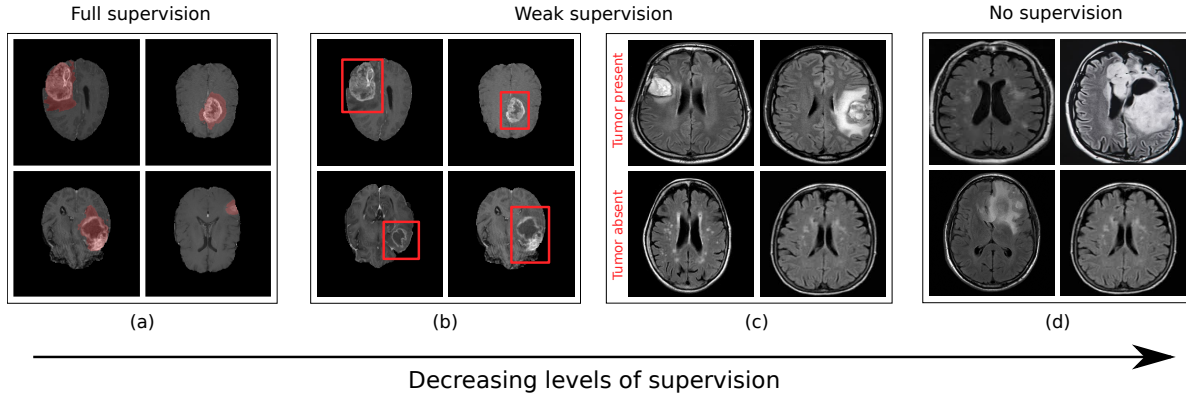 Full supervision
Weak supervision
No supervision
Tumor present
Tumor absent
(a)
(b)
(c)
(d)
Decreasing levels of supervision